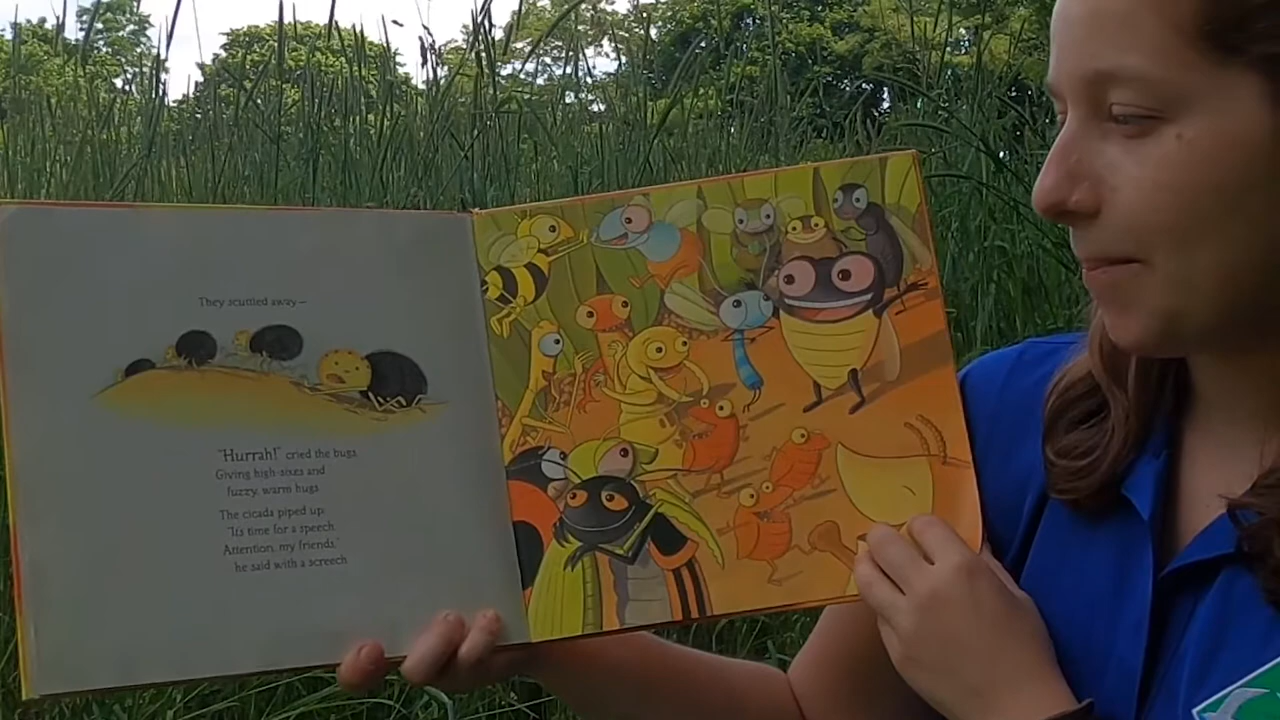 They scuttled away—
"Hurrah!" cried the bugs,
Giving high-sixes and
fuzzy, warm hugs.
The cicada piped up:
"It's time for a speech.
Attention, my friends,"
he said with a screech